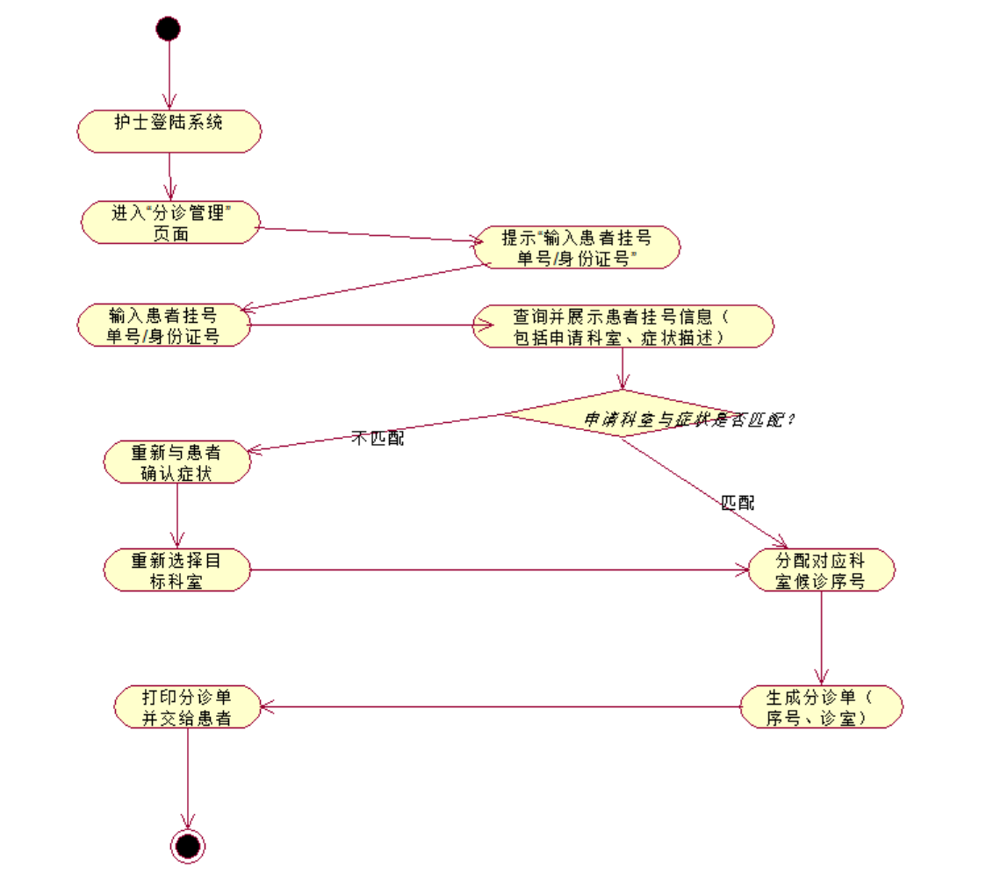 护士登陆系统
进入“分诊管理”
页面
提示“输入患者挂号
单号/身份证号”
输入患者挂号
单号/身份证号
查询并展示患者挂号信息（
包括申请科室、症状描述）
申请科室与症状是否匹配？
不匹配
重新与患者
确认症状
匹配
重新选择目
标科室
分配对应科
室候诊序号
打印分诊单
并交给患者
生成分诊单（
序号、诊室）